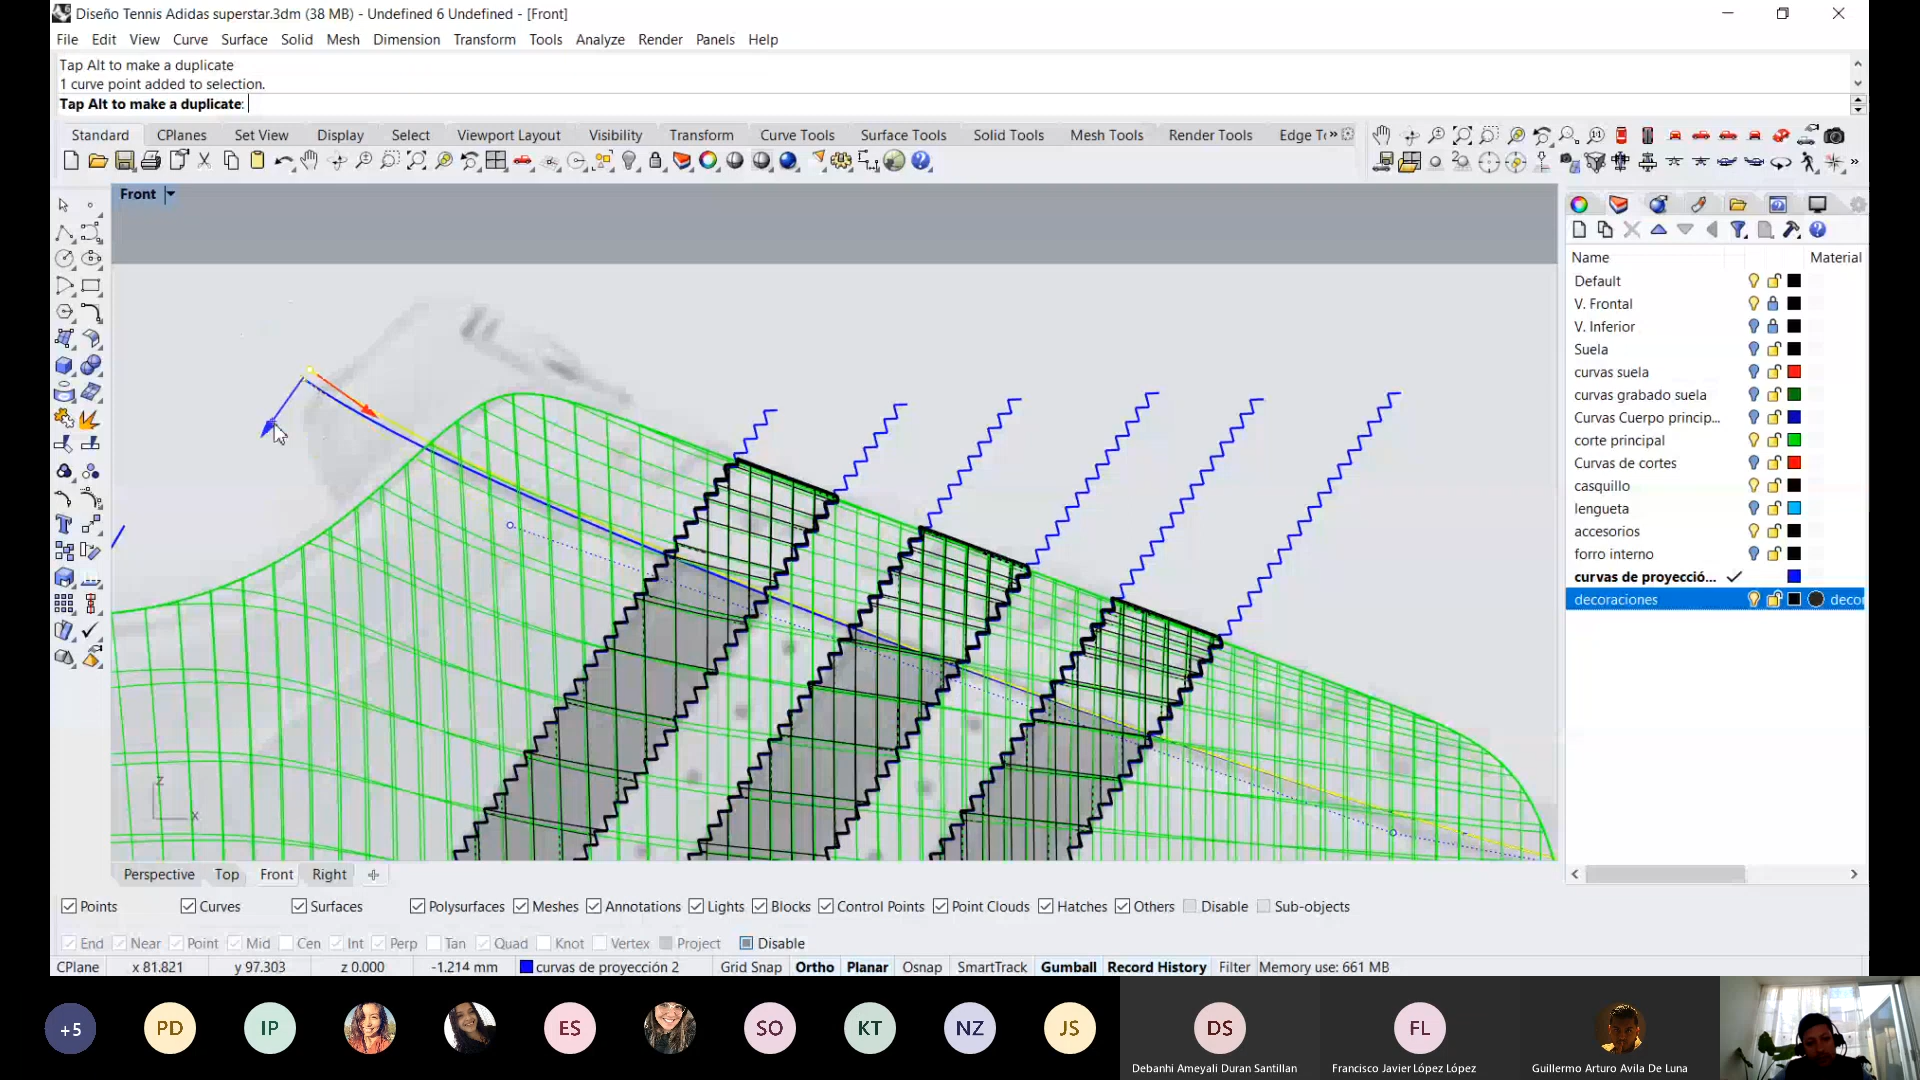 Diseño Tennis Adidas superstar.3dm (38 MB) - Undefined 6 Undefined - [Front]
File Edit View Curve Surface Solid Mesh Dimension Transform Tools Analyze Render Panels Help
Tap Alt to make a duplicate
1 curve point added to selection.
Tap Alt to make a duplicate:
Standard CPlanes Set View Display Select Viewport Layout Visibility Transform Curve Tools Surface Tools Solid Tools Mesh Tools Render Tools Edge To
Front
Name Material
Default
V. Frontal
V. Inferior
Suela
curvas suela
curvas grabado suela
Curvas Cuerpo princip...
corte principal
Curvas de cortes
casquillo
lengueta
accesorios
forro interno
curvas de proyecció...
decoraciones decor
z
x
Perspective Top Front Right
Points Curves Surfaces Polysurfaces Meshes Annotations Lights Blocks Control Points Point Clouds Hatches Others Disable Sub-objects
End Near Point Mid Cen Int Perp Tan Quad Knot Vertex Project Disable
CPlane x 81.821 y 97.303 z 0.000 -1.214 mm curvas de proyección 2 Grid Snap Ortho Planar Osnap SmartTrack Gumball Record History Filter Memory use: 661 MB
+5 PD IP ES SO KT NZ JS DS FL
Debanhi Ameyali Duran Santillan Francisco Javier López López Guillermo Arturo Avila De Luna